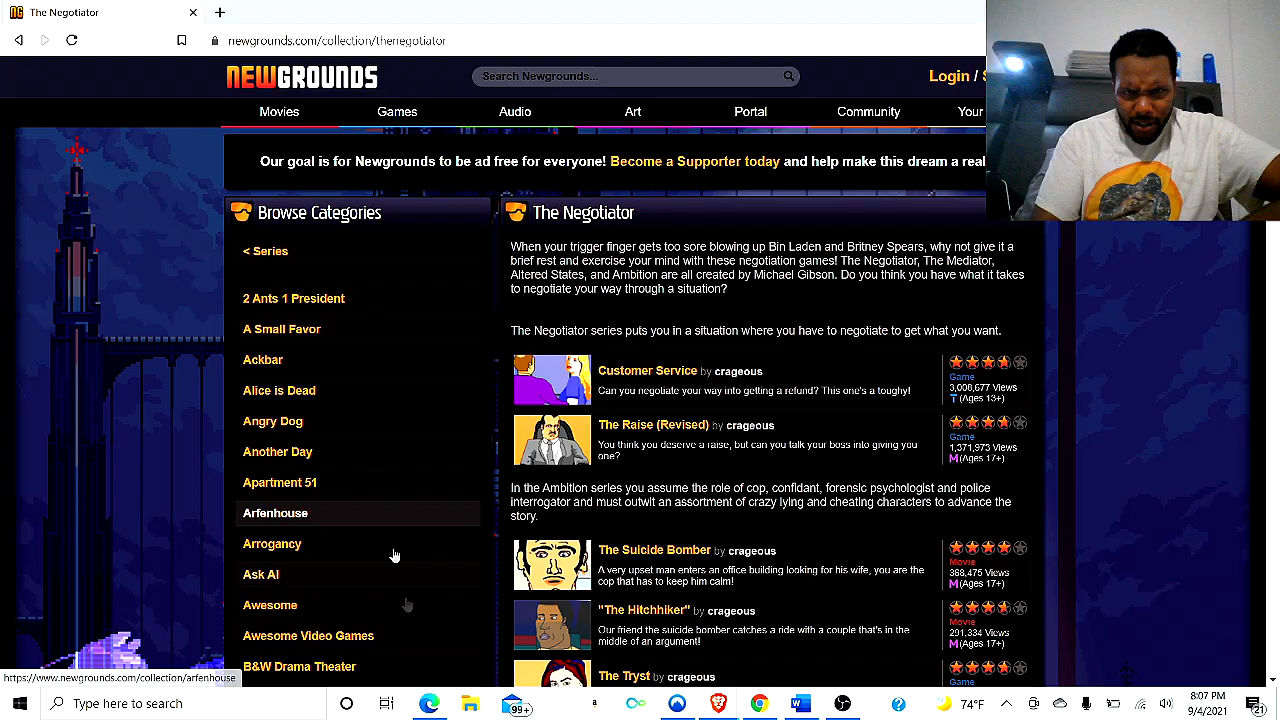 The Negotiator
newgrounds.com/collection/thenegotiator
NEWGROUNDS
Search Newgrounds...
Login / S
Movies
Games
Audio
Art
Portal
Community
Your
Our goal is for Newgrounds to be ad free for everyone! Become a Supporter today and help make this dream a real
Browse Categories
< Series
2 Ants 1 President
A Small Favor
Ackbar
Alice is Dead
Angry Dog
Another Day
Apartment 51
Arfenhouse
Arrogancy
Ask Al
Awesome
Awesome Video Games
B&W Drama Theater
The Negotiator
When your trigger finger gets too sore blowing up Bin Laden and Britney Spears, why not give it a
brief rest and exercise your mind with these negotiation games! The Negotiator, The Mediator,
Altered States, and Ambition are all created by Michael Gibson. Do you think you have what it takes
to negotiate your way through a situation?
The Negotiator series puts you in a situation where you have to negotiate to get what you want.
Customer Service by crageous
Can you negotiate your way into getting a refund? This one's a toughy!
Game
3,006,677 Views
T (Ages 13+)
The Raise (Revised) by crageous
You think you deserve a raise, but can you talk your boss into giving you
one?
Game
1,371,973 Views
M (Ages 17+)
In the Ambition series you assume the role of cop, confidant, forensic psychologist and police
interrogator and must outwit an assortment of crazy lying and cheating characters to advance the
story.
The Suicide Bomber by crageous
A very upset man enters an office building looking for his wife, you are the
cop that has to keep him calm!
Movie
368,475 Views
M (Ages 17+)
"The Hitchhiker" by crageous
Our friend the suicide bomber catches a ride with a couple that's in the
middle of an argument!
Movie
291,334 Views
M (Ages 17+)
The Tryst by crageous
Game
https://www.newgrounds.com/collection/arfenhouse
Type here to search
99+
74°F
8:07 PM
9/4/2021
21